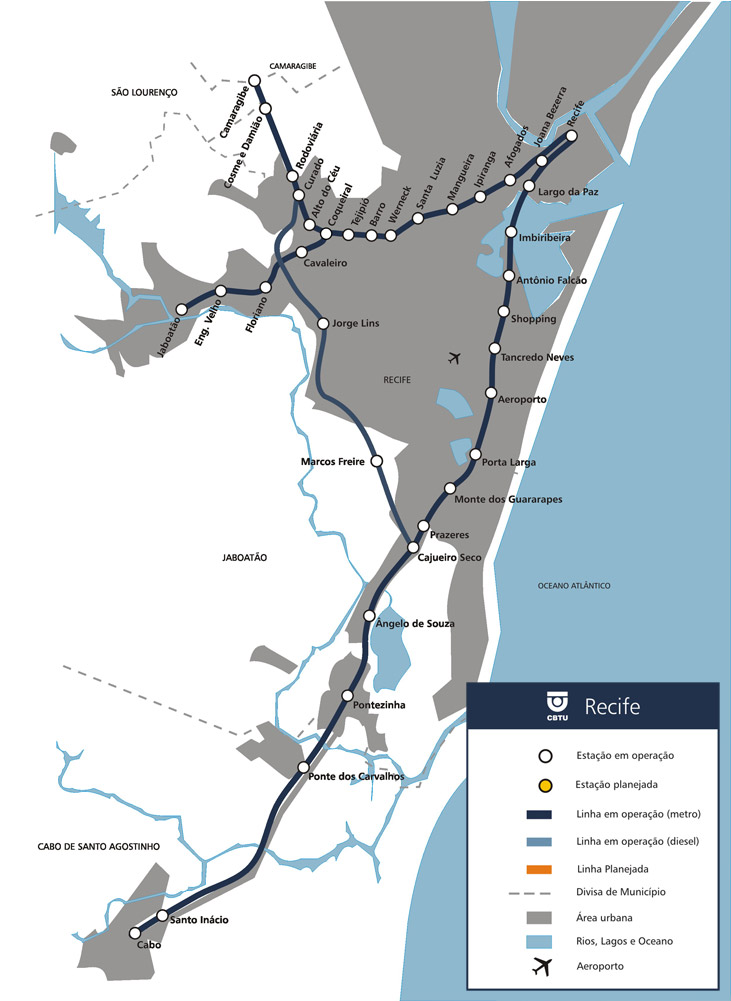 CAMARAGIBE
SÃO LOURENÇO
Camaragibe
Cosme e Damião
Rodoviária
Curado
Alto do Céu
Coqueiral
Tejipió
Barro
Werneck
Santa Luzia
Mangueira
Ipiranga
Afogados
Joana Bezerra
Recife
Largo da Paz
Imbiribeira
Antônio Falcão
Shopping
Tancredo Neves
Aeroporto
Porta Larga
Monte dos Guararapes
Prazeres
Cajueiro Seco
Cavaleiro
Floriano
Eng. Velho
Jaboatão
Jorge Lins
RECIFE
Marcos Freire
JABOATÃO
OCEANO ATLÂNTICO
Ângelo de Souza
Pontezinha
Ponte dos Carvalhos
CABO DE SANTO AGOSTINHO
Santo Inácio
Cabo
CBTU
Recife
Estação em operação
Estação planejada
Linha em operação (metro)
Linha em operação (diesel)
Linha Planejada
Divisa de Município
Área urbana
Rios, Lagos e Oceano
Aeroporto